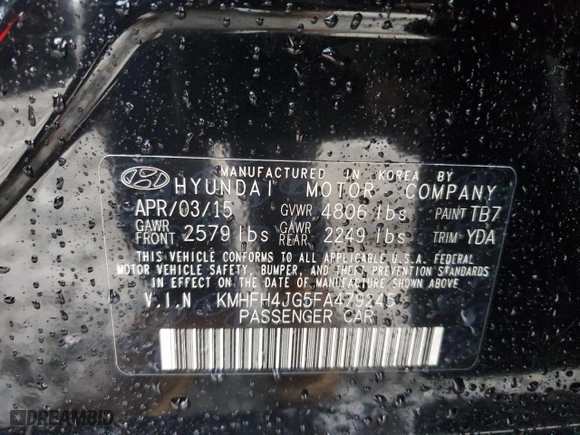 MANUFACTURED IN KOREA BY
HYUNDAI MOTOR COMPANY
APR/03/15 GVWR 4806 lbs PAINT TB7
GAWR FRONT 2579 lbs GAWR REAR 2249 lbs TRIM YDA
THIS VEHICLE CONFORMS TO ALL APPLICABLE U.S.A. FEDERAL
MOTOR VEHICLE SAFETY, BUMPER, AND THEFT PREVENTION STANDARDS
IN EFFECT ON THE DATE OF MANUFACTURE SHOWN ABOVE.
V.I.N KMHFH4JG5FA479245
PASSENGER CAR
DREAMBID